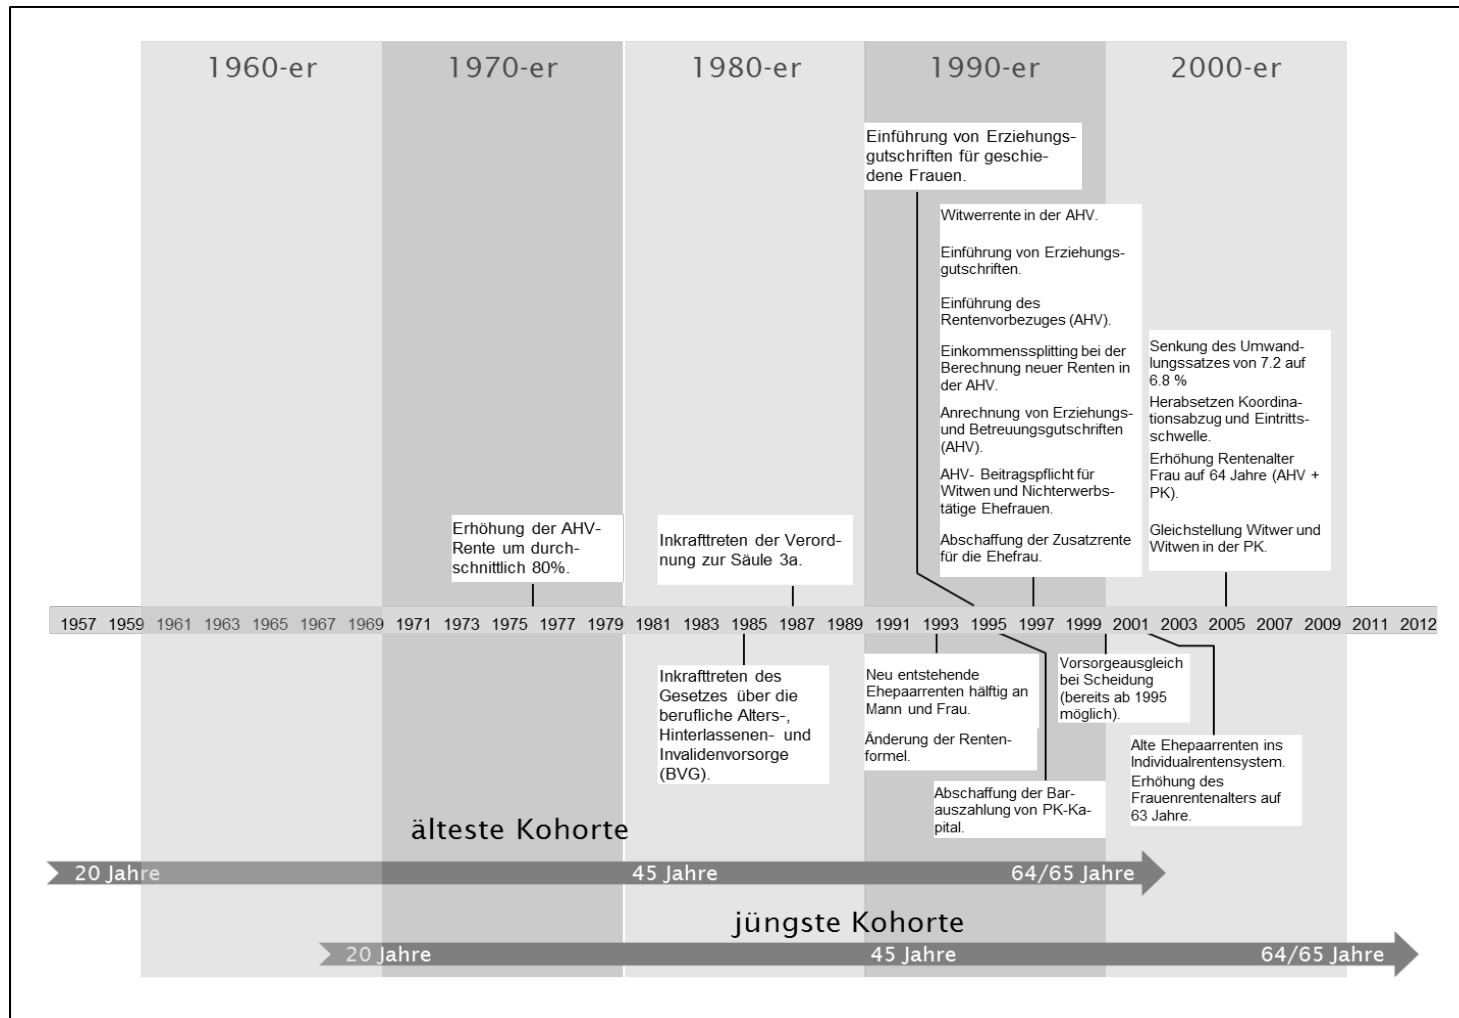 1960-er
1970-er
1980-er
1990-er
2000-er
Einführung von Erziehungs-
gutschriften für geschie-
dene Frauen.
Witwerrente in der AHV.
Einführung von Erziehungs-
gutschriften.
Einführung des
Rentenvorbezuges (AHV).
Einkommenssplitting bei der
Berechnung neuer Renten in
der AHV.
Anrechnung von Erziehungs-
und Betreuungsgutschriften
(AHV).
AHV- Beitragspflicht für
Witwen und Nichterwerbs-
tätige Ehefrauen.
Abschaffung der Zusatzrente
für die Ehefrau.
Senkung des Umwand-
lungssatzes von 7.2 auf
6.8 %
Herabsetzen Koordina-
tionsabzug und Eintritts-
schwelle.
Erhöhung Rentenalter
Frau auf 64 Jahre (AHV +
PK).
Gleichstellung Witwer und
Witwen in der PK.
Erhöhung der AHV-
Rente um durch-
schnittlich 80%.
Inkrafttreten der Verord-
nung zur Säule 3a.
1957 1959 1961 1963 1965 1967 1969 1971 1973 1975 1977 1979 1981 1983 1985 1987 1989 1991 1993 1995 1997 1999 2001 2003 2005 2007 2009 2011 2012
Inkrafttreten des
Gesetzes über die
berufliche Alters-,
Hinterlassenen- und
Invalidenvorsorge
(BVG).
Neu entstehende
Ehepaarrenten hälftig an
Mann und Frau.
Änderung der Renten-
formel.
Abschaffung der Bar-
auszahlung von PK-Ka-
pital.
Vorsorgeausgleich
bei Scheidung
(bereits ab 1995
möglich).
Alte Ehepaarrenten ins
Individualrentensystem.
Erhöhung des
Frauenrentenalters auf
63 Jahre.
älteste Kohorte
20 Jahre
45 Jahre
64/65 Jahre
jüngste Kohorte
20 Jahre
45 Jahre
64/65 Jahre